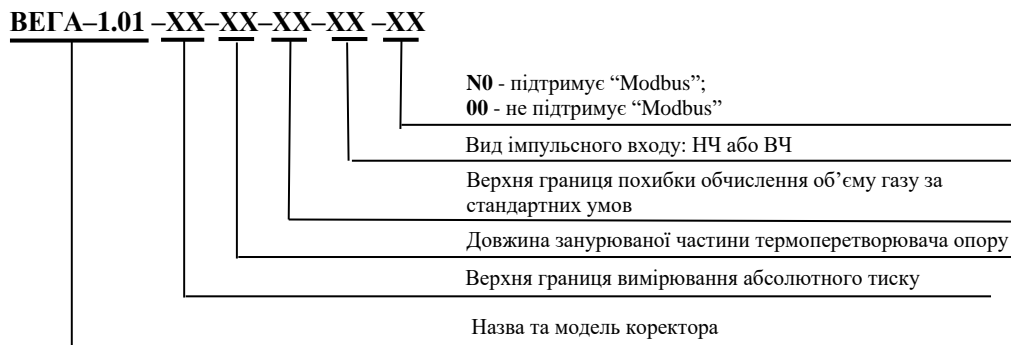 ВЕГА–1.01 –ХХ–ХХ–ХХ–ХХ –ХХ
N0 - підтримує “Modbus”;
00 - не підтримує “Modbus”
Вид імпульсного входу: НЧ або ВЧ
Верхня границя похибки обчислення об’єму газу за
стандартних умов
Довжина занурюваної частини термоперетворювача опору
Верхня границя вимірювання абсолютного тиску
Назва та модель коректора